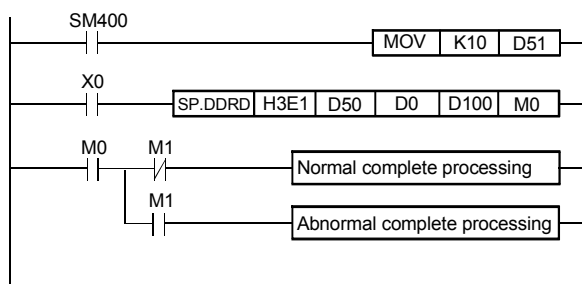 SM400
MOV K10 D51
X0
SP.DDRD H3E1 D50 D0 D100 M0
M0 M1
Normal complete processing
M1
Abnormal complete processing